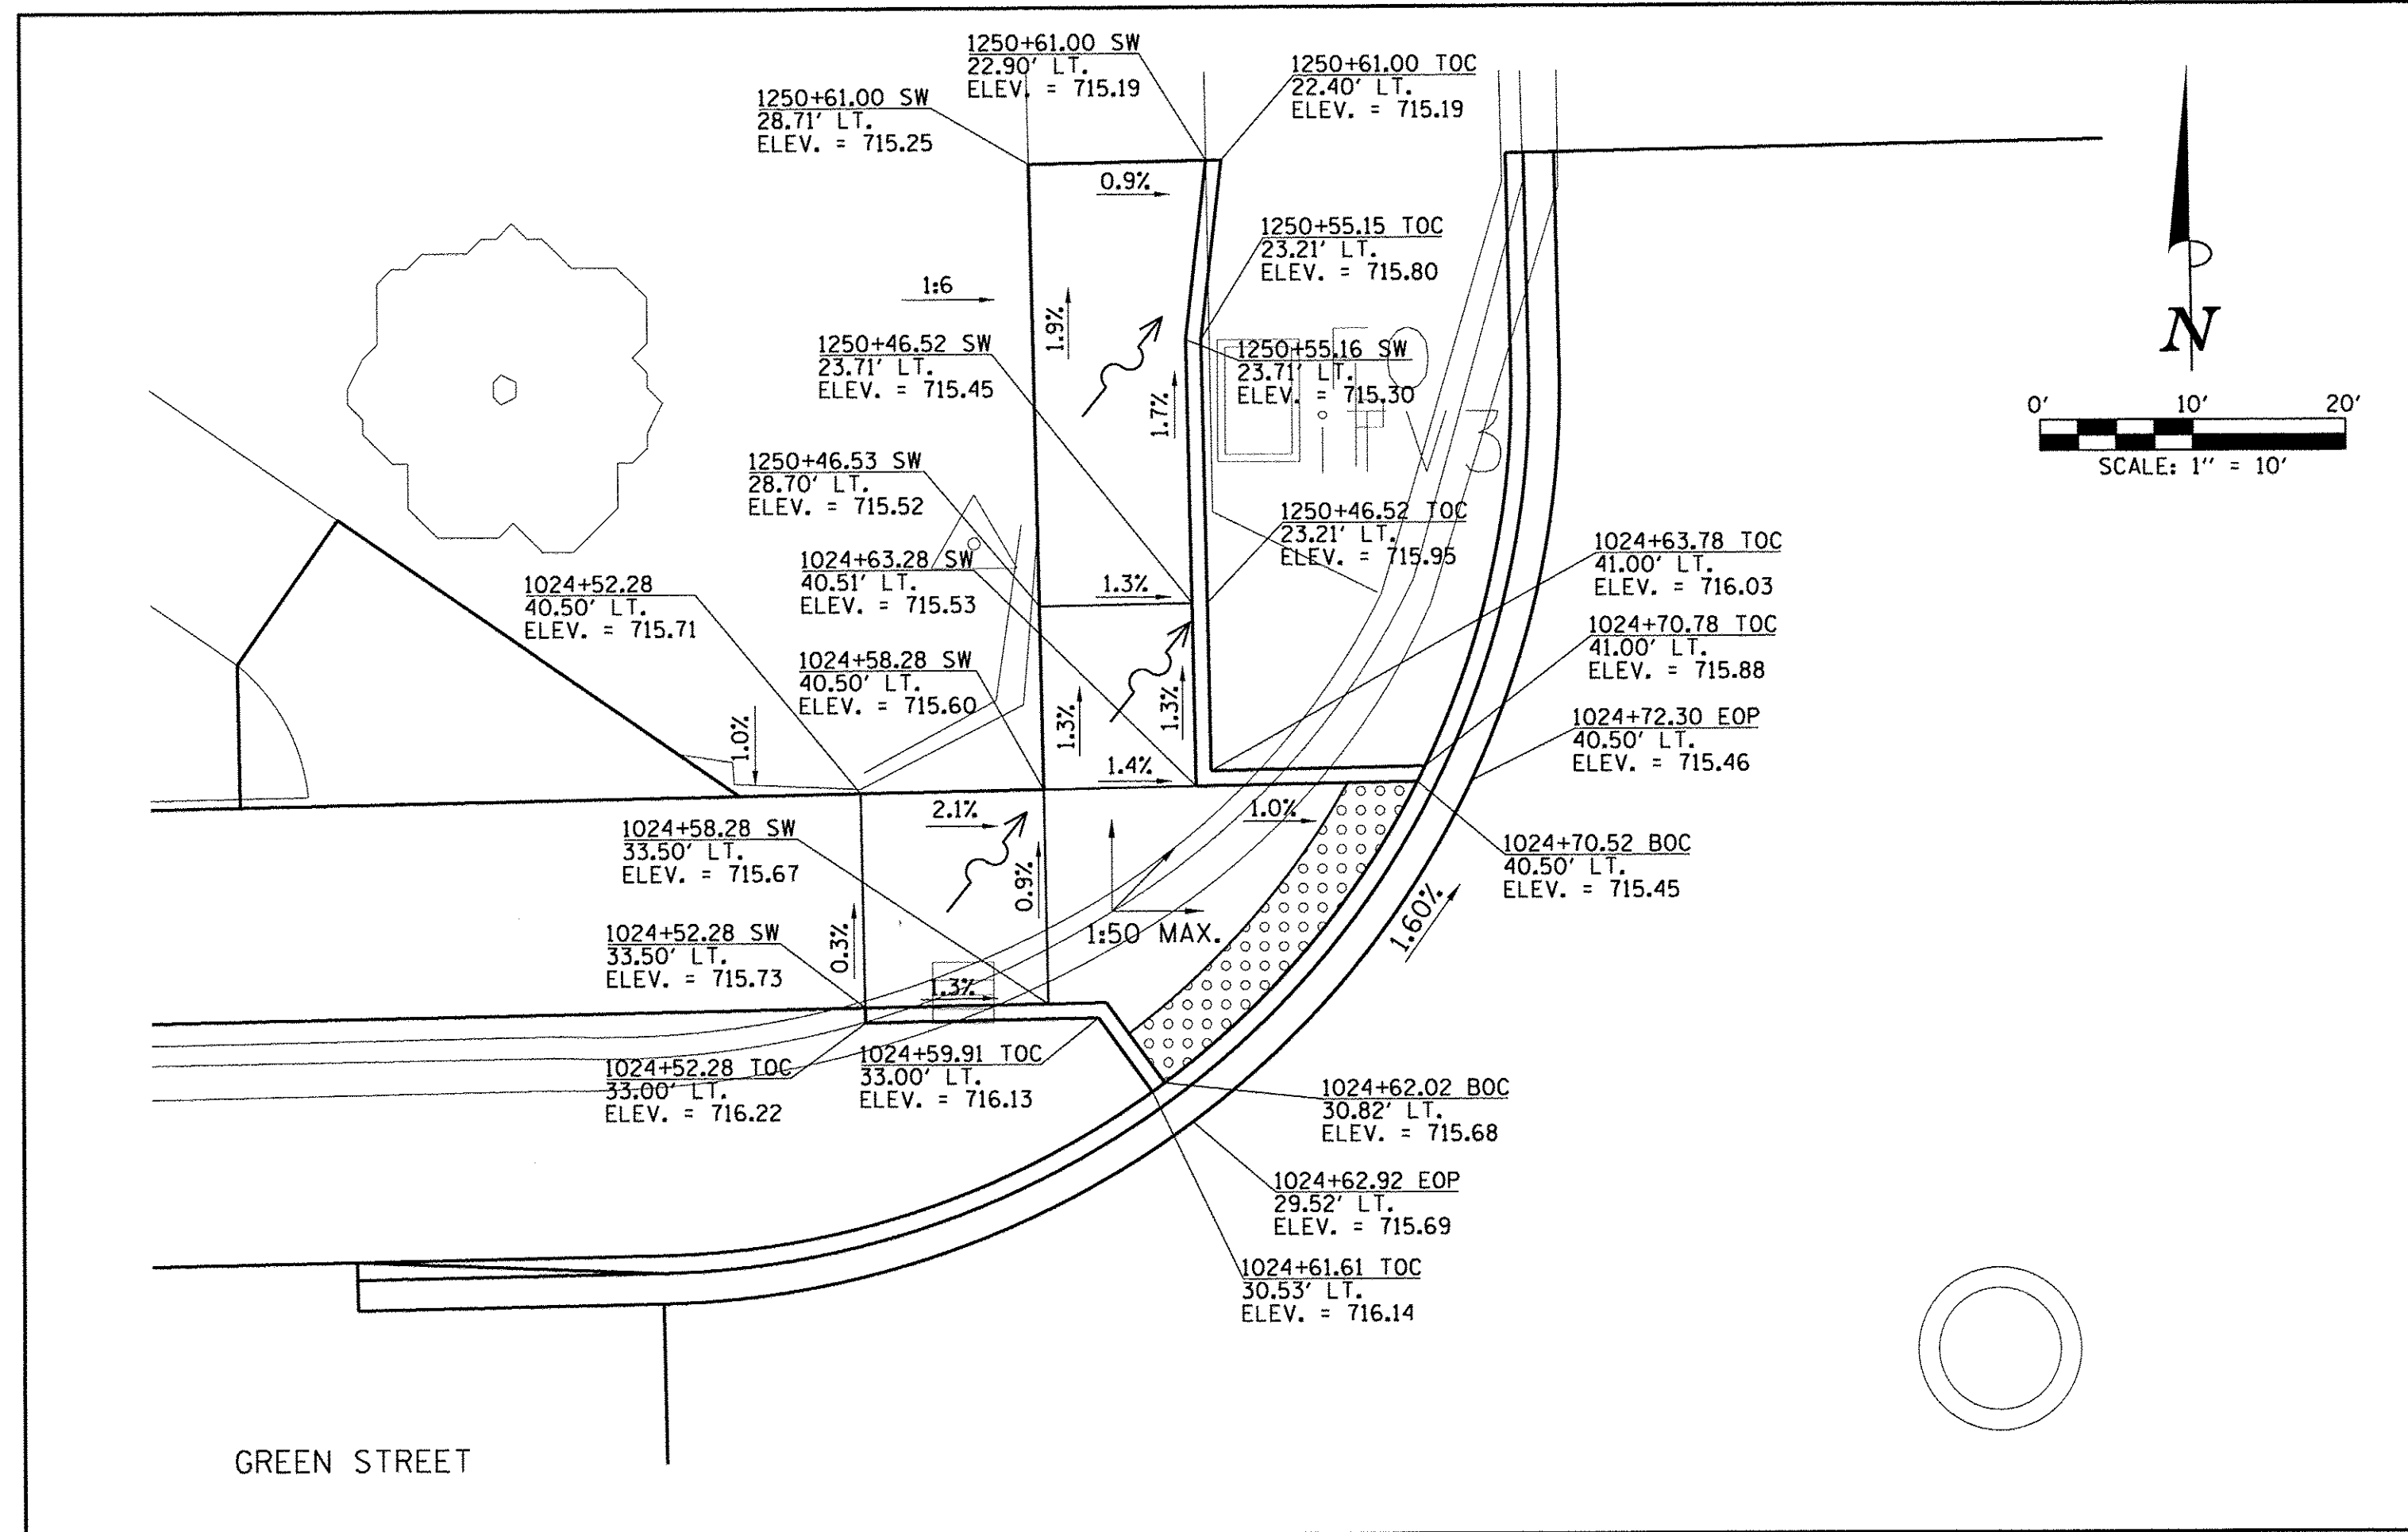 1250+61.00 SW
22.90' LT.
ELEV. = 715.19
1250+61.00 TOC
22.40' LT.
ELEV. = 715.19
1250+61.00 SW
28.71' LT.
ELEV. = 715.25
0.9%
1250+55.15 TOC
23.21' LT.
ELEV. = 715.80
1:6
1.9%
1250+46.52 SW
23.71' LT.
ELEV. = 715.45
1250+55.16 SW
23.71' LT.
ELEV. = 715.30
1.7%
N
0' 10' 20'
SCALE: 1" = 10'
1250+46.53 SW
28.70' LT.
ELEV. = 715.52
1250+46.52 TOC
23.21' LT.
ELEV. = 715.95
1024+63.78 TOC
41.00' LT.
ELEV. = 716.03
1024+63.28 SW
40.51' LT.
ELEV. = 715.53
1024+52.28
40.50' LT.
ELEV. = 715.71
1.3%
1024+70.78 TOC
41.00' LT.
ELEV. = 715.88
1024+58.28 SW
40.50' LT.
ELEV. = 715.60
1.0%
1.3%
1.3%
1024+72.30 EOP
40.50' LT.
ELEV. = 715.46
1.4%
2.1%
1.0%
1024+58.28 SW
33.50' LT.
ELEV. = 715.67
0.9%
1024+70.52 BOC
40.50' LT.
ELEV. = 715.45
1.60%
1:50 MAX.
1024+52.28 SW
33.50' LT.
ELEV. = 715.73
0.3%
1.3%
1024+52.28 TOC
33.00' LT.
ELEV. = 716.22
1024+59.91 TOC
33.00' LT.
ELEV. = 716.13
1024+62.02 BOC
30.82' LT.
ELEV. = 715.68
1024+62.92 EOP
29.52' LT.
ELEV. = 715.69
1024+61.61 TOC
30.53' LT.
ELEV. = 716.14
GREEN STREET